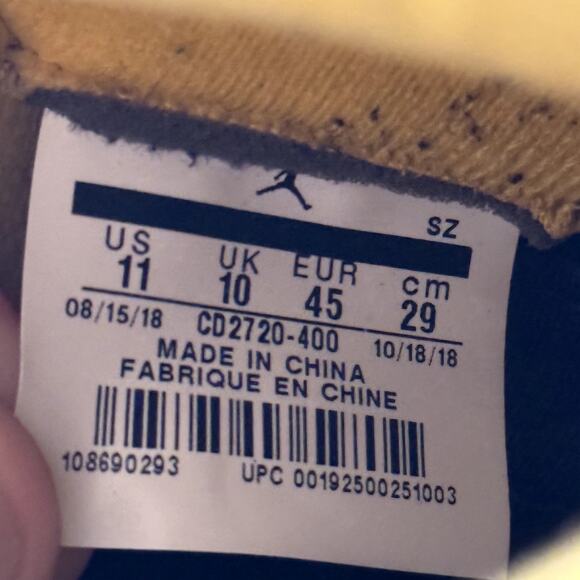 SZ
US UK EUR cm
11 10 45 29
08/15/18 CD2720-400 10/18/18
MADE IN CHINA
FABRIQUE EN CHINE
108690293 UPC 00192500251003